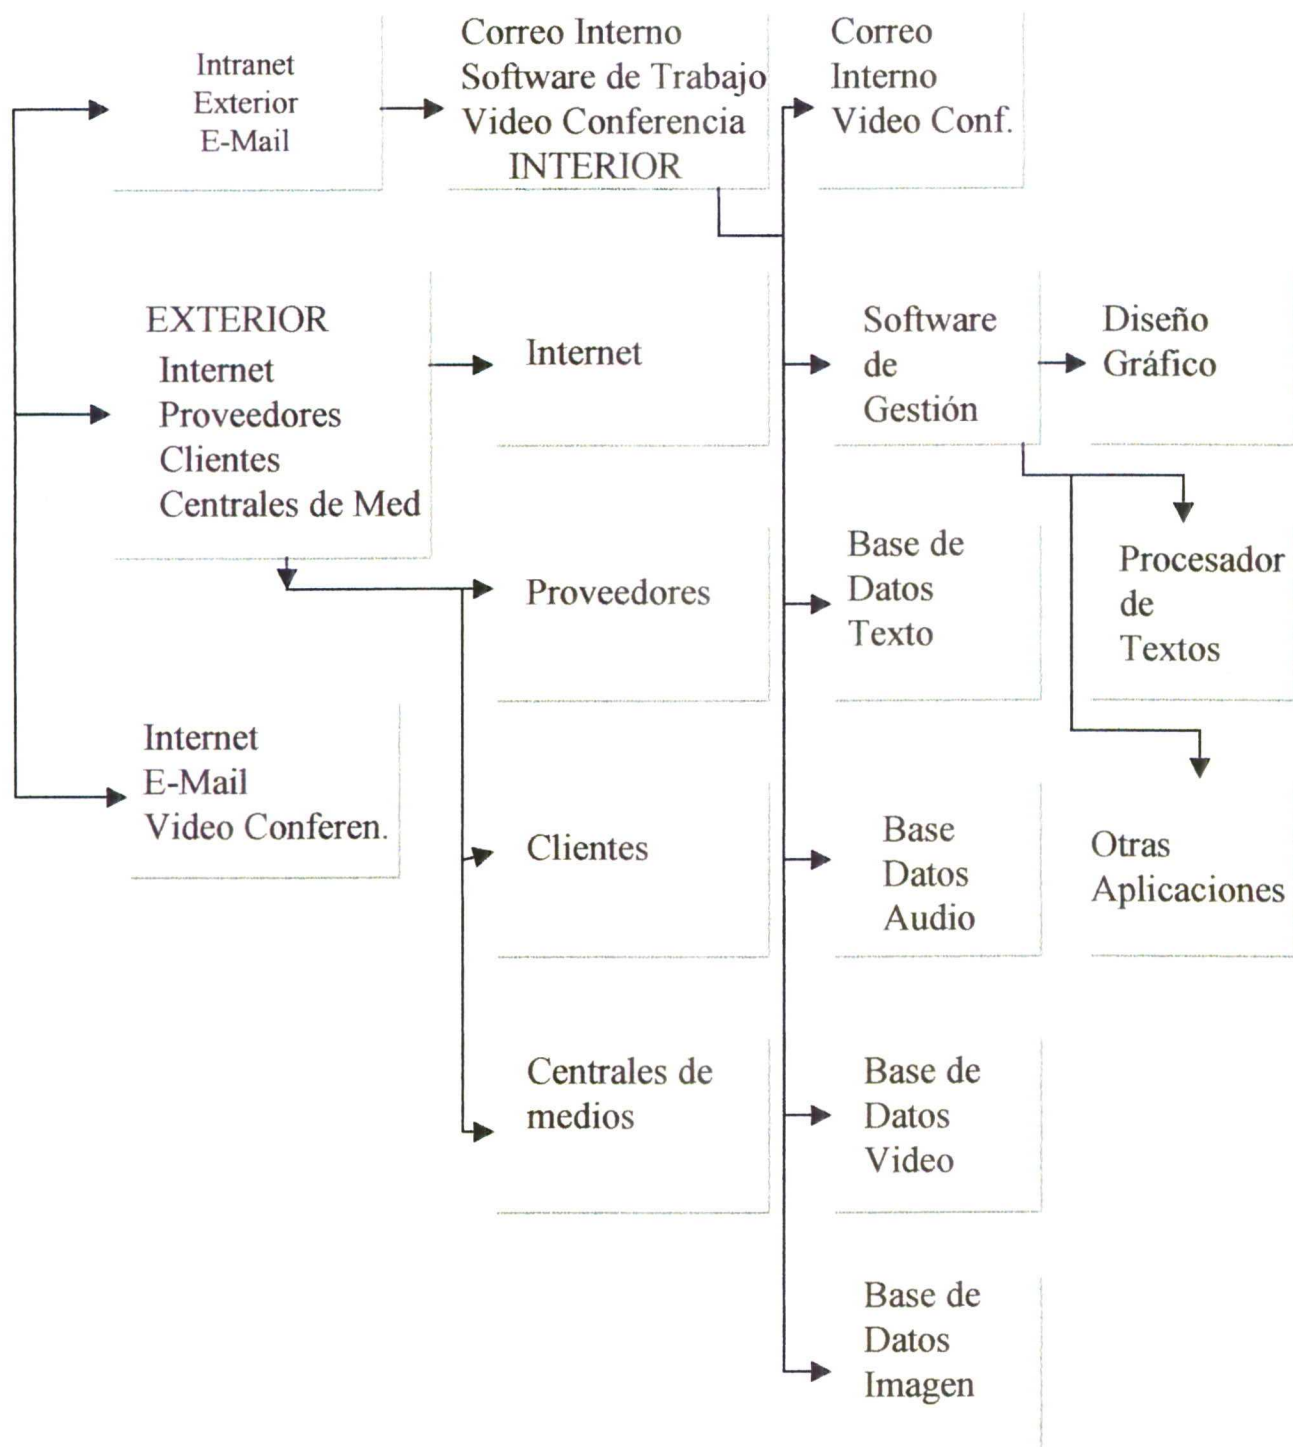 Intranet
Exterior
E-Mail
Correo Interno
Software de Trabajo
Video Conferencia
INTERIOR
Correo
Interno
Video Conf.
EXTERIOR
Internet
Proveedores
Clientes
Centrales de Med
Internet
Software
de
Gestión
Diseño
Gráfico
Proveedores
Base de
Datos
Texto
Procesador
de
Textos
Internet
E-Mail
Video Conferen.
Clientes
Base
Datos
Audio
Otras
Aplicaciones
Centrales de
medios
Base de
Datos
Video
Base de
Datos
Imagen